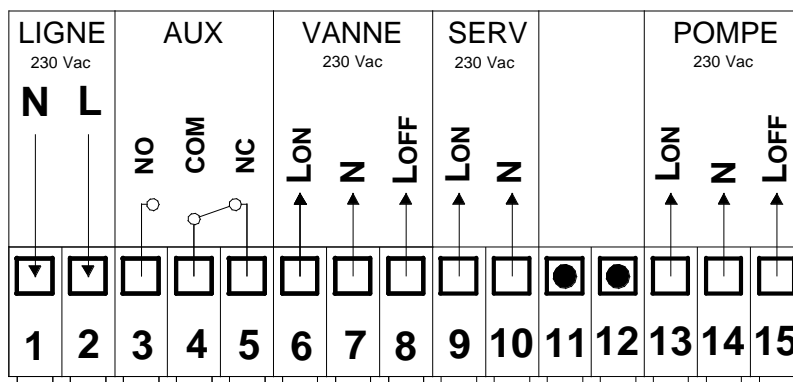 LIGNE AUX VANNE SERV POMPE
230 Vac 230 Vac 230 Vac 230 Vac
N L
NO COM NC LON N LOFF LON N LON N LOFF
1 2 3 4 5 6 7 8 9 10 11 12 13 14 15